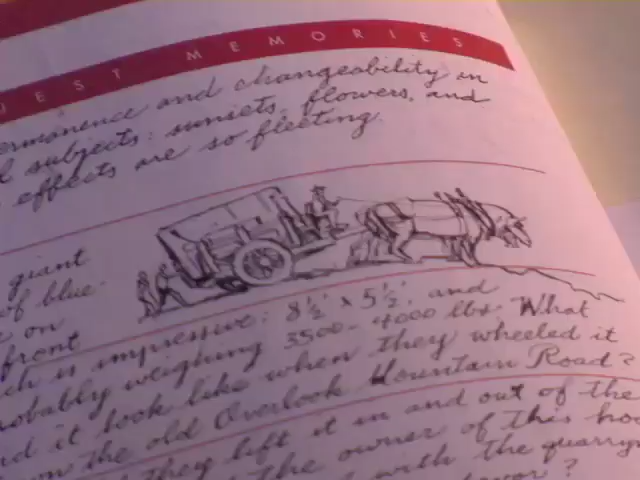 UEST MEMORIES
ermanence and changeability in
l subjects: sunsets, flowers, and
effects are so fleeting.
giant
of blue
on
front
ch is impressive: 8½' x 5½', and
robably weighing 3500-4000 lbs. What
d it look like when they wheeled it
n the old Overlook Mountain Road?
they lift it in and out of the
the owner of this hou
with the quarry
?